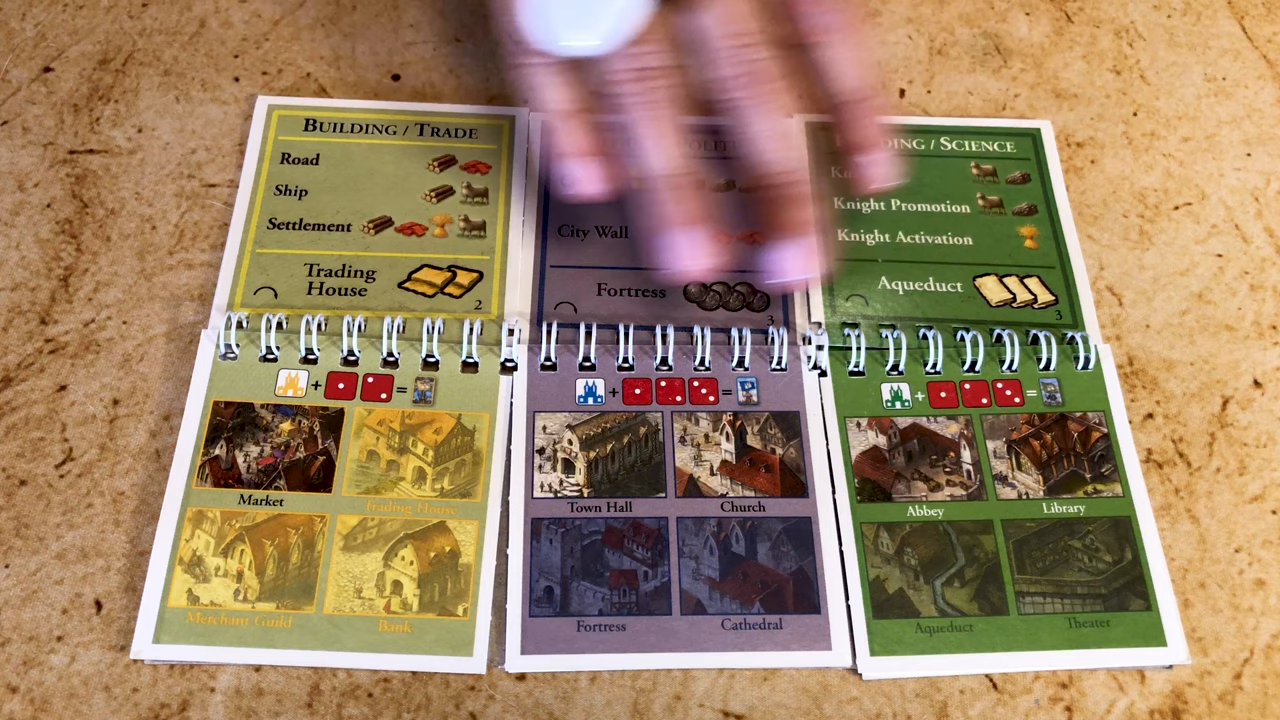 BUILDING / TRADE
Road
Ship
Settlement
Trading
House
2
City Wall
Fortress
3
/ SCIENCE
Knight Promotion
Knight Activation
Aqueduct
3
+ =
Market
Trading House
Merchant Guild
Bank
+ =
Town Hall
Church
Fortress
Cathedral
+ =
Abbey
Library
Aqueduct
Theater